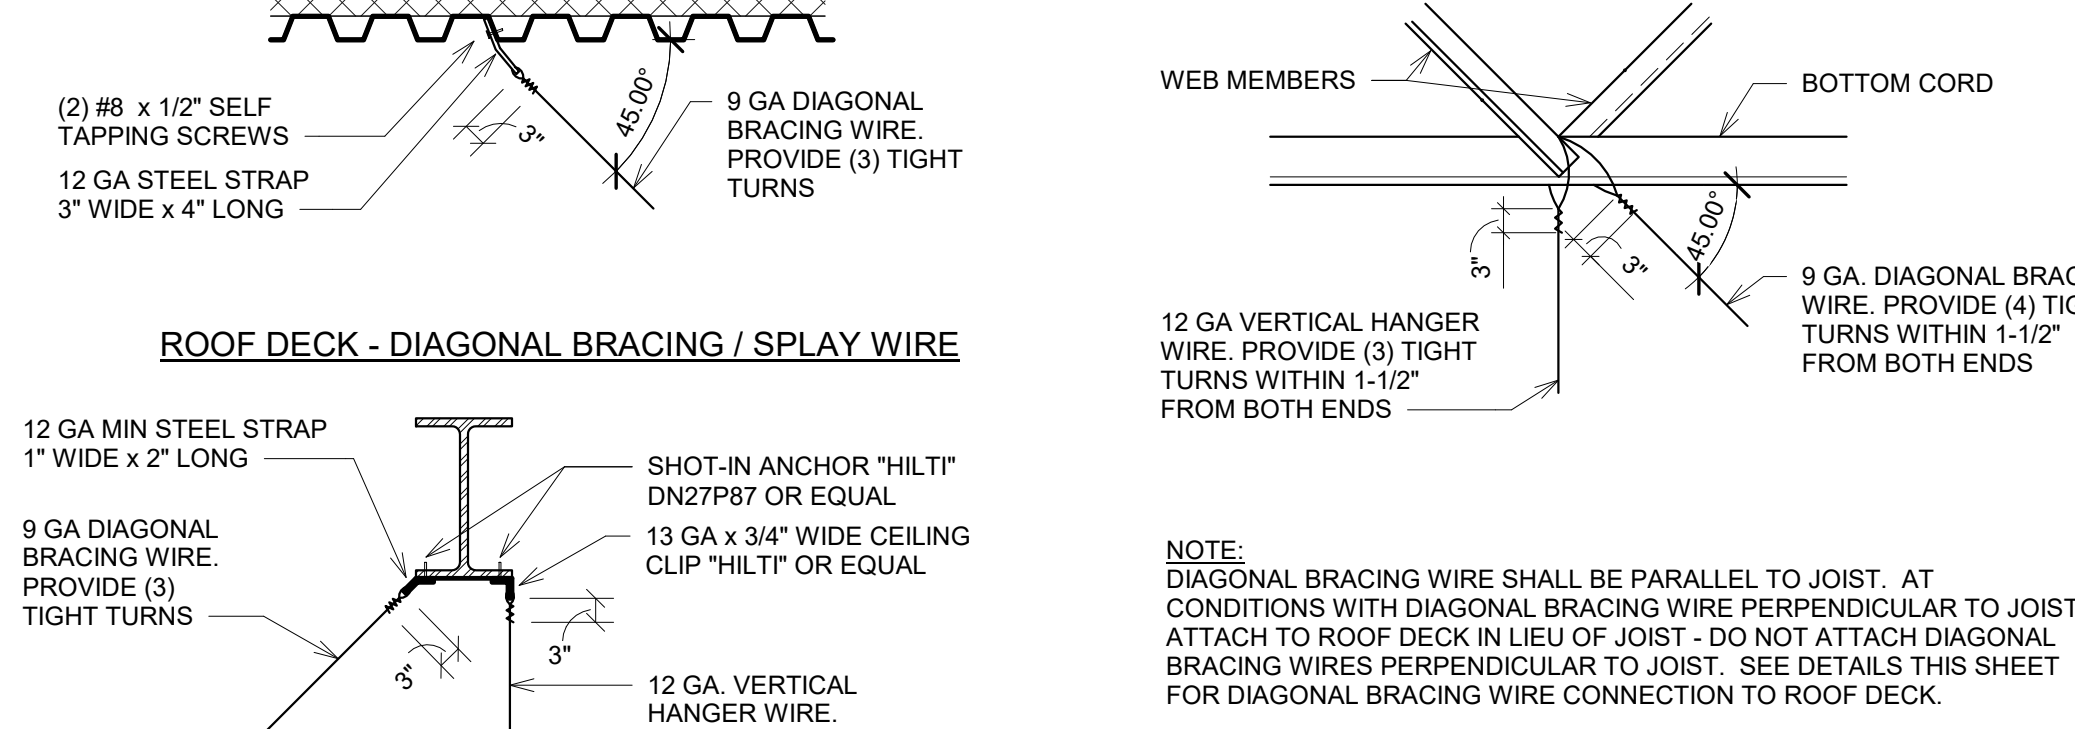 (2) #8  x 1/2" SELF
TAPPING SCREWS
12 GA STEEL STRAP
3" WIDE x 4" LONG
3"
45.00°
9 GA DIAGONAL
BRACING WIRE.
PROVIDE (3) TIGHT
TURNS
ROOF DECK - DIAGONAL BRACING / SPLAY WIRE
12 GA MIN STEEL STRAP
1" WIDE x 2" LONG
9 GA DIAGONAL
BRACING WIRE.
PROVIDE (3)
TIGHT TURNS
3"
3"
SHOT-IN ANCHOR "HILTI"
DN27P87 OR EQUAL
13 GA x 3/4" WIDE CEILING
CLIP "HILTI" OR EQUAL
12 GA. VERTICAL
HANGER WIRE.
WEB MEMBERS
BOTTOM CORD
3"
3"
45.00°
12 GA VERTICAL HANGER
WIRE. PROVIDE (3) TIGHT
TURNS WITHIN 1-1/2"
FROM BOTH ENDS
9 GA. DIAGONAL
WIRE. PROVIDE (4)
TURNS WITHIN 1-1/2"
FROM BOTH ENDS
NOTE:
DIAGONAL BRACING WIRE SHALL BE PARALLEL TO JOIST.  AT
CONDITIONS WITH DIAGONAL BRACING WIRE PERPENDICULAR TO JOIST
ATTACH TO ROOF DECK IN LIEU OF JOIST - DO NOT ATTACH DIAGONAL
BRACING WIRES PERPENDICULAR TO JOIST.  SEE DETAILS THIS SHEET
FOR DIAGONAL BRACING WIRE CONNECTION TO ROOF DECK.